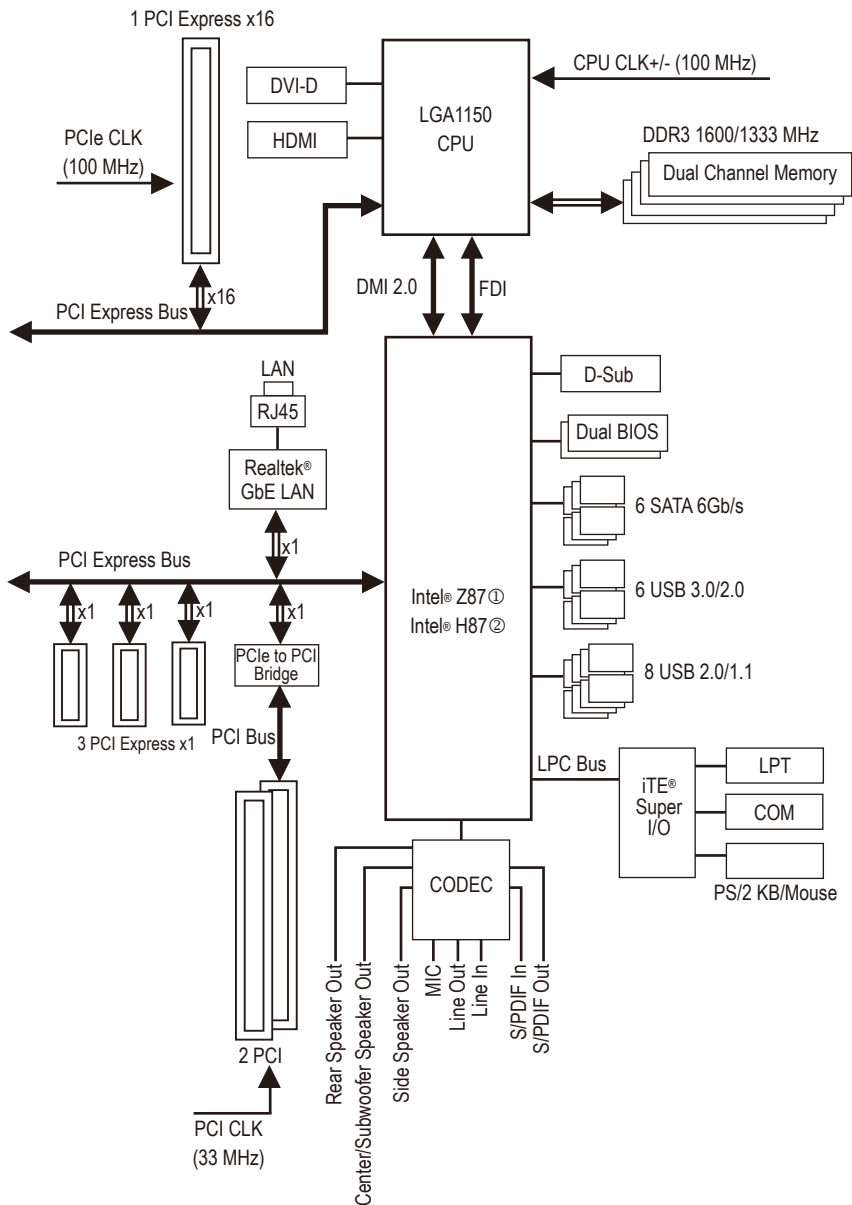 1 PCI Express x16
CPU CLK+/- (100 MHz)
DVI-D
LGA1150
CPU
PCIe CLK
(100 MHz)
HDMI
DDR3 1600/1333 MHz
Dual Channel Memory
x16
DMI 2.0
FDI
PCI Express Bus
LAN
RJ45
D-Sub
Dual BIOS
Realtek®
GbE LAN
6 SATA 6Gb/s
x1
PCI Express Bus
6 USB 3.0/2.0
Intel® Z87①
Intel® H87②
x1
x1
x1
x1
PCIe to PCI
Bridge
8 USB 2.0/1.1
3 PCI Express x1
PCI Bus
LPC Bus
iTE®
Super
I/O
LPT
COM
PS/2 KB/Mouse
CODEC
Rear Speaker Out
Center/Subwoofer Speaker Out
Side Speaker Out
MIC
Line Out
Line In
S/PDIF In
S/PDIF Out
2 PCI
PCI CLK
(33 MHz)